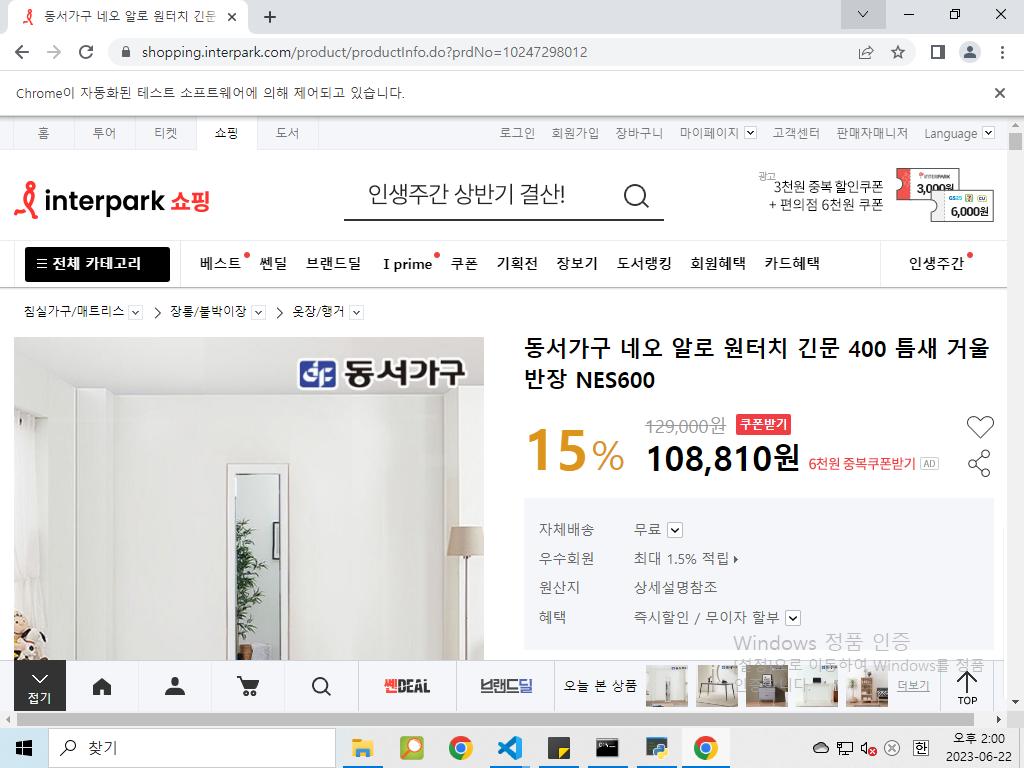 동서가구 네오 알로 원터치 긴문
shopping.interpark.com/product/productInfo.do?prdNo=10247298012
Chrome이 자동화된 테스트 소프트웨어에 의해 제어되고 있습니다.
홈 투어 티켓 쇼핑 도서 로그인 회원가입 장바구니 마이페이지 고객센터 판매자매니저 Language
interpark 쇼핑
인생주간 상반기 결산!
광고
3천원 중복 할인쿠폰
+ 편의점 6천원 쿠폰
INTERPARK
3,000원
GS25 CU
6,000원
전체 카테고리 베스트 쎈딜 브랜드딜 I prime 쿠폰 기획전 장보기 도서랭킹 회원혜택 카드혜택 인생주간
침실가구/매트리스 장롱/붙박이장 옷장/행거
동서가구
동서가구 네오 알로 원터치 긴문 400 틈새 거울
반장 NES600
15%
129,000원 쿠폰받기
108,810원 6천원 중복쿠폰받기 AD
자체배송 무료
우수회원 최대 1.5% 적립
원산지 상세설명참조
혜택 즉시할인 / 무이자 할부
Windows 정품 인증
[설정]으로 이동하여 Windows를 정품
인증합니다.
접기
쎈DEAL
브랜드딜
오늘 본 상품
더보기
TOP
찾기
한
오후 2:00
2023-06-22